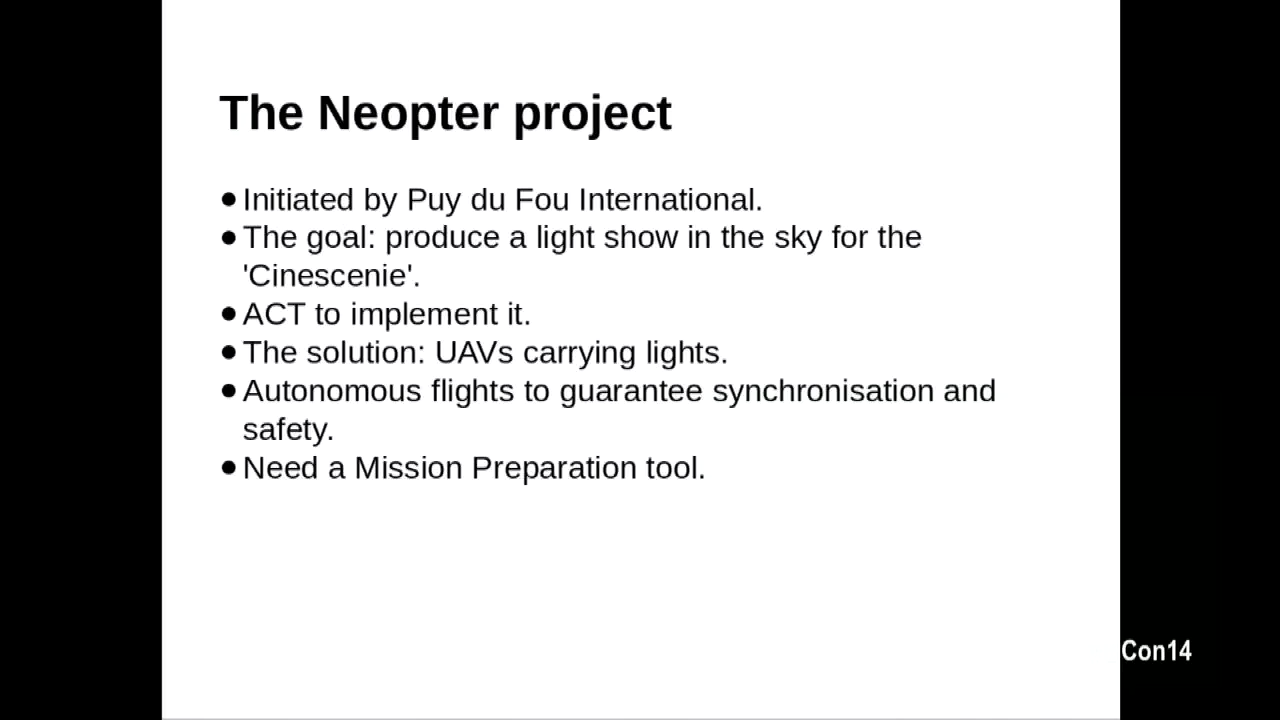 The Neopter project
● Initiated by Puy du Fou International.
● The goal: produce a light show in the sky for the
'Cinescenie'.
● ACT to implement it.
● The solution: UAVs carrying lights.
● Autonomous flights to guarantee synchronisation and
safety.
● Need a Mission Preparation tool.
Con14